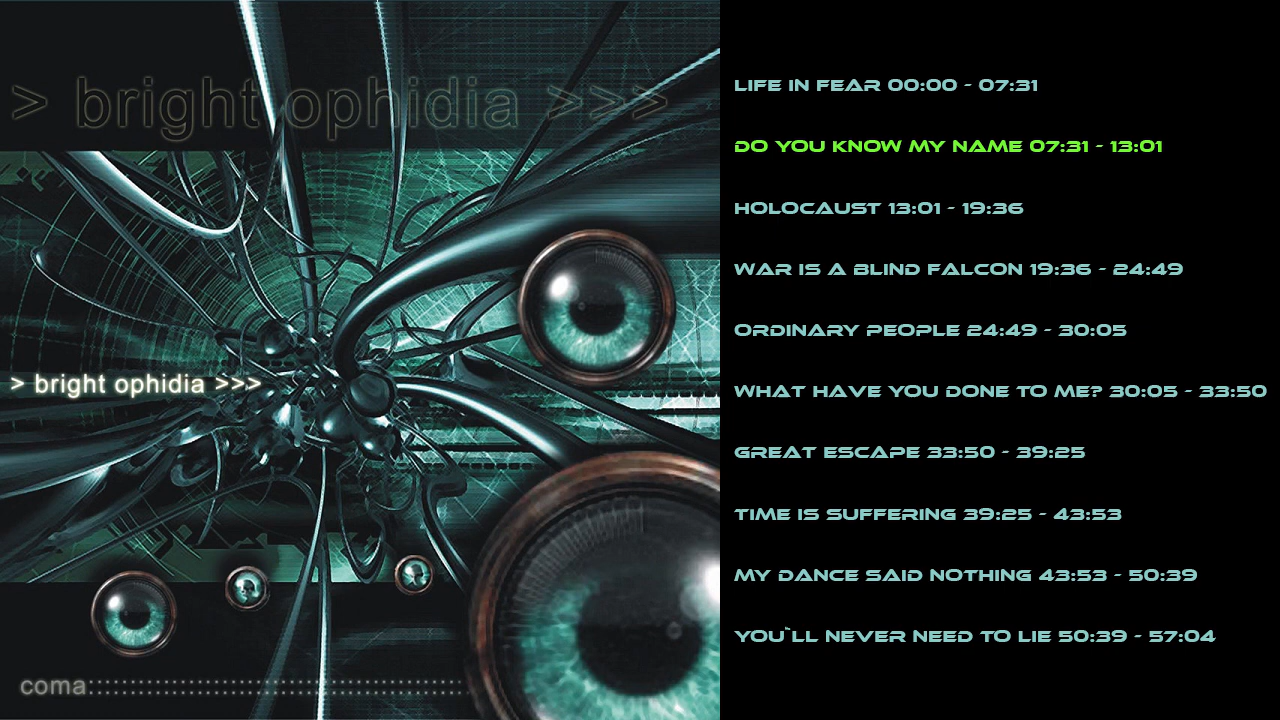 > bright ophidia >>>
> bright ophidia >>>
coma::::::::::::::::::::::::::::::::::::::::::::::
LIFE IN FEAR 00:00 - 07:31
DO YOU KNOW MY NAME 07:31 - 13:01
HOLOCAUST 13:01 - 19:36
WAR IS A BLIND FALCON 19:36 - 24:49
ORDINARY PEOPLE 24:49 - 30:05
WHAT HAVE YOU DONE TO ME? 30:05 - 33:50
GREAT ESCAPE 33:50 - 39:25
TIME IS SUFFERING 39:25 - 43:53
MY DANCE SAID NOTHING 43:53 - 50:39
YOU`LL NEVER NEED TO LIE 50:39 - 57:04